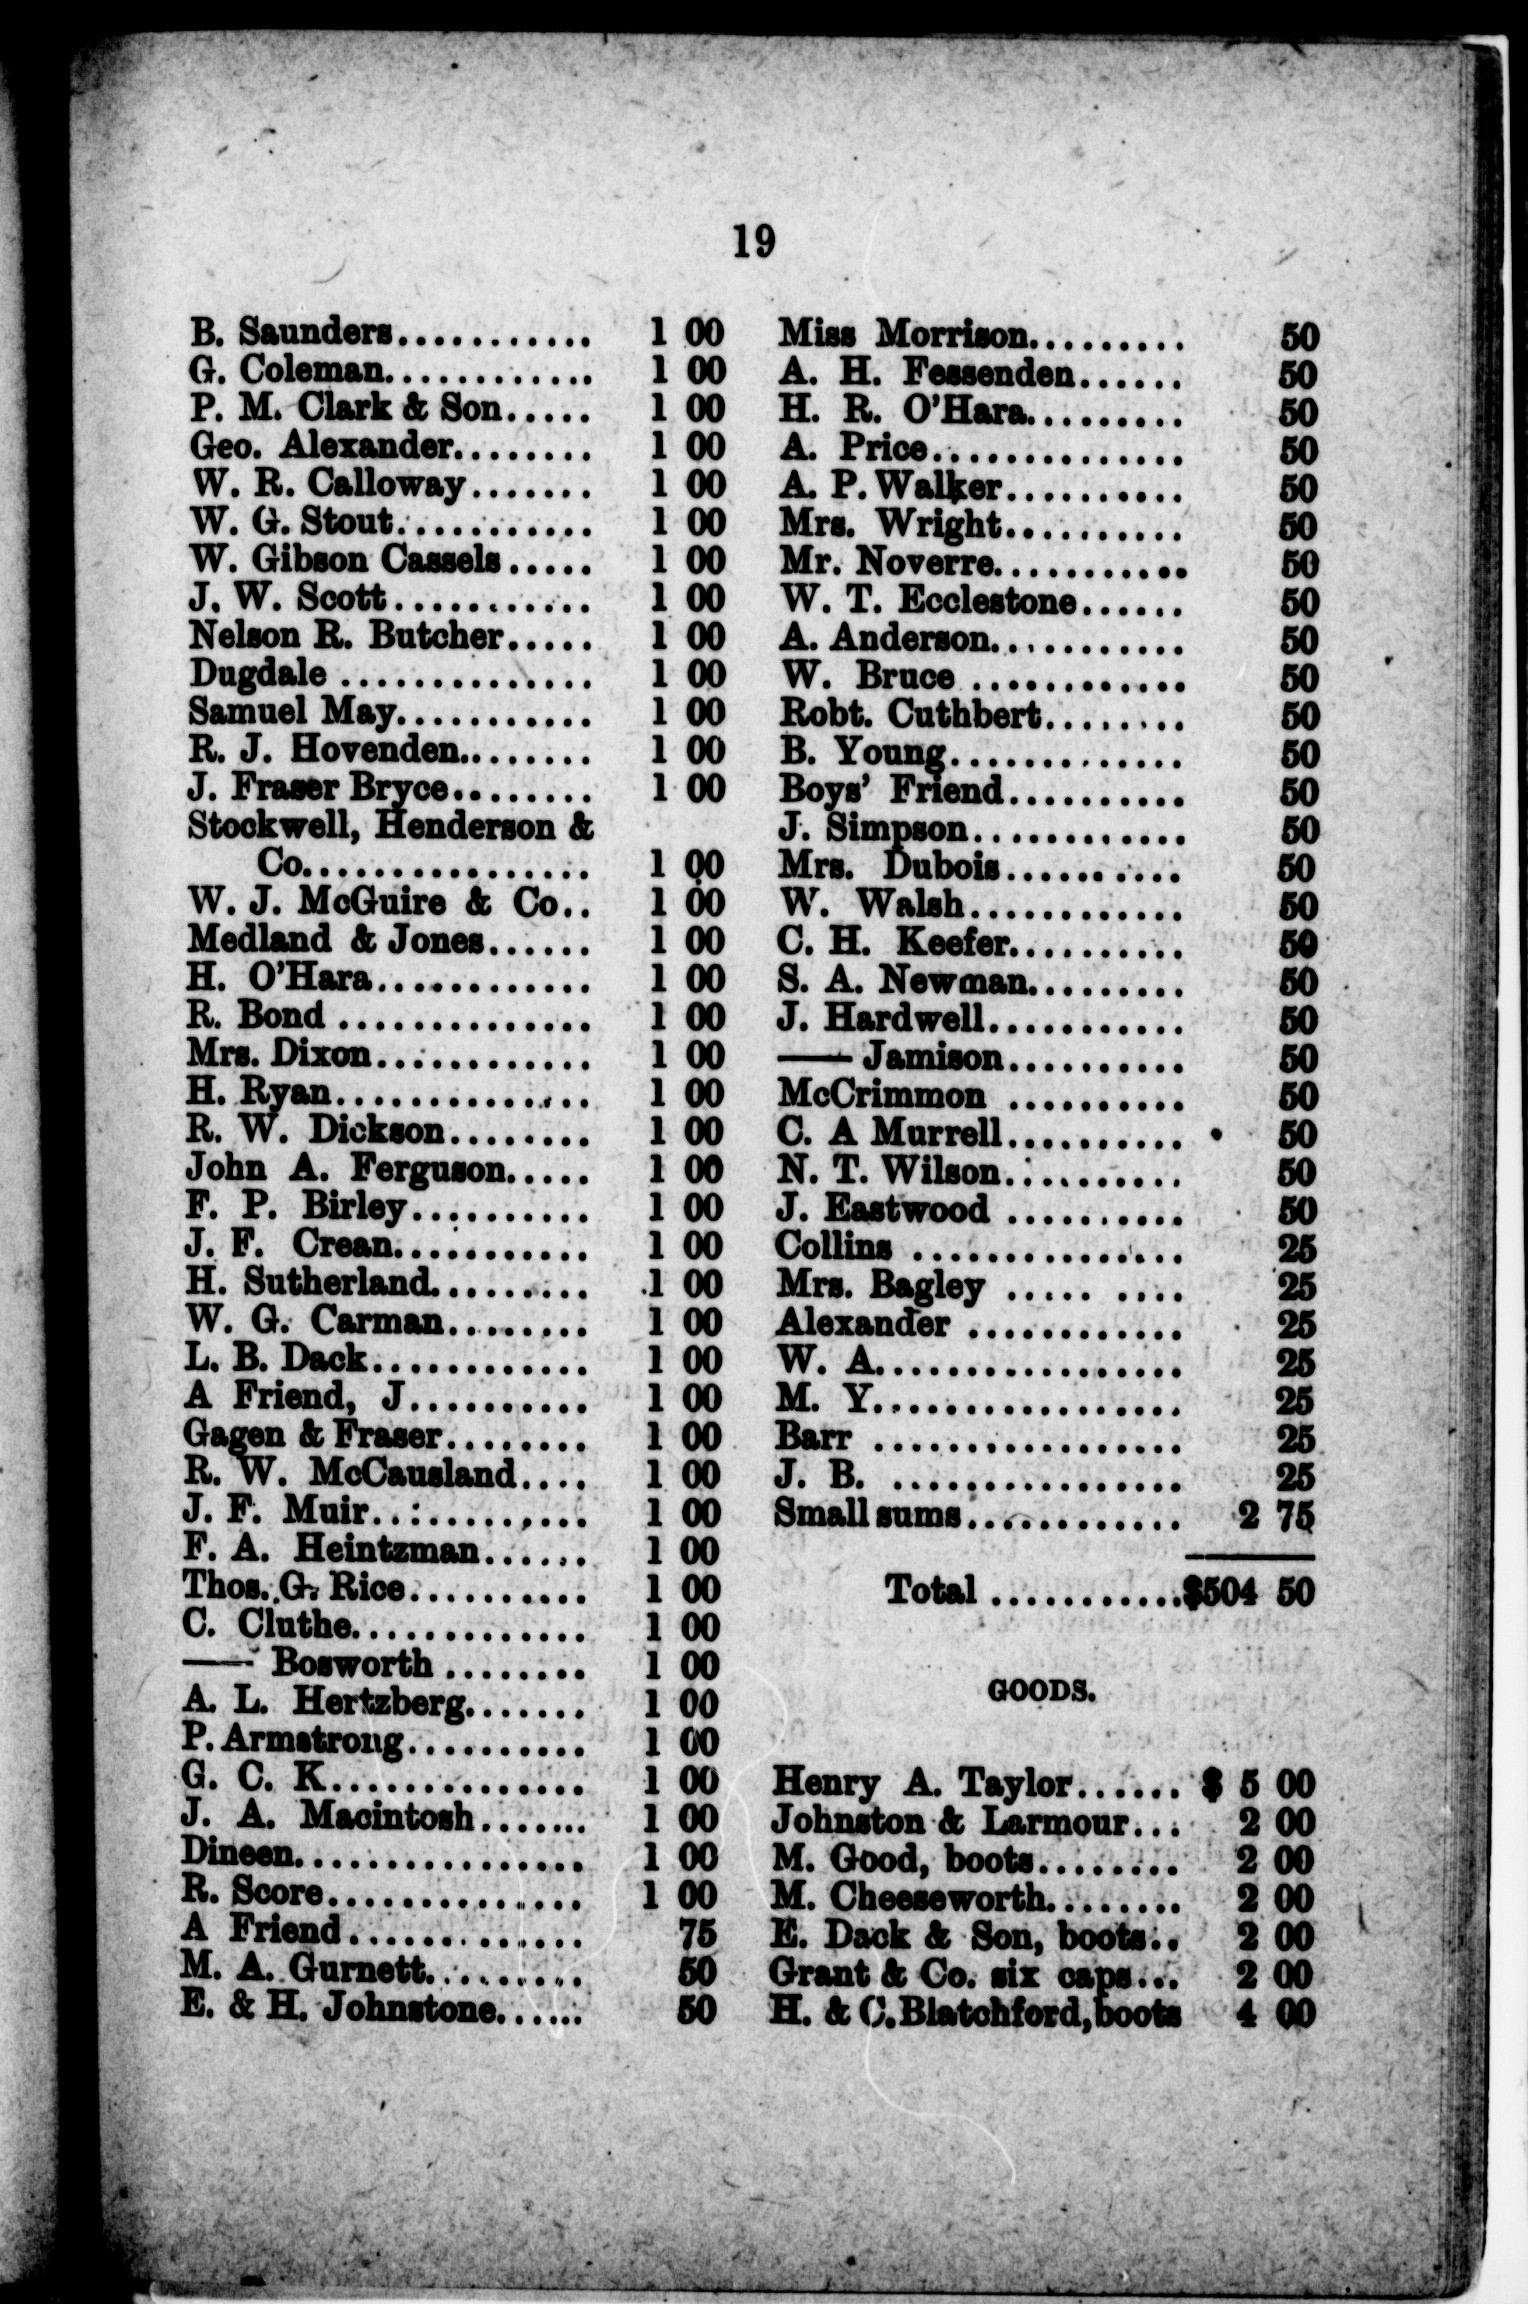 19
B. Saunders........... 1 00
G. Coleman............ 1 00
P. M. Clark & Son..... 1 00
Geo. Alexander........ 1 00
W. R. Calloway....... 1 00
W. G. Stout........... 1 00
W. Gibson Cassels..... 1 00
J. W. Scott........... 1 00
Nelson R. Butcher..... 1 00
Dugdale .............. 1 00
Samuel May........... 1 00
R. J. Hovenden........ 1 00
J. Fraser Bryce........ 1 00
Stockwell, Henderson &
Co................ 1 00
W. J. McGuire & Co.. 1 00
Medland & Jones...... 1 00
H. O'Hara............ 1 00
R. Bond .............. 1 00
Mrs. Dixon............ 1 00
H. Ryan.............. 1 00
R. W. Dickson........ 1 00
John A. Ferguson..... 1 00
F. P. Birley.......... 1 00
J. F. Crean........... 1 00
H. Sutherland......... 1 00
W. G. Carman........ 1 00
L. B. Dack............ 1 00
A Friend, J.......... 1 00
Gagen & Fraser........ 1 00
R. W. McCausland.... 1 00
J. F. Muir............ 1 00
F. A. Heintzman...... 1 00
Thos. G. Rice.......... 1 00
C. Cluthe............. 1 00
—— Bosworth ........ 1 00
A. L. Hertzberg....... 1 00
P. Armstrong.......... 1 00
G. C. K.............. 1 00
J. A. Macintosh....... 1 00
Dineen................ 1 00
R. Score.............. 1 00
A Friend............. 75
M. A. Gurnett......... 50
E. & H. Johnstone...... 50
Miss Morrison......... 50
A. H. Fessenden...... 50
H. R. O'Hara......... 50
A. Price.............. 50
A. P. Walker.......... 50
Mrs. Wright.......... 50
Mr. Noverre........... 50
W. T. Ecclestone...... 50
A. Anderson........... 50
W. Bruce ............ 50
Robt. Cuthbert........ 50
B. Young............. 50
Boys' Friend.......... 50
J. Simpson............ 50
Mrs. Dubois.......... 50
W. Walsh............ 50
C. H. Keefer.......... 50
S. A. Newman......... 50
J. Hardwell........... 50
—— Jamison.......... 50
McCrimmon .......... 50
C. A Murrell.......... 50
N. T. Wilson.......... 50
J. Eastwood .......... 50
Collins ............... 25
Mrs. Bagley ..... .... 25
Alexander ............ 25
W. A................. 25
M. Y................. 25
Barr ................. 25
J. B. ................ 25
Small sums............ 2 75
Total ...........$504 50
GOODS.
Henry A. Taylor...... $ 5 00
Johnston & Larmour... 2 00
M. Good, boots........ 2 00
M. Cheeseworth........ 2 00
E. Dack & Son, boots.. 2 00
Grant & Co. six caps... 2 00
H. & C. Blatchford, boots 4 00